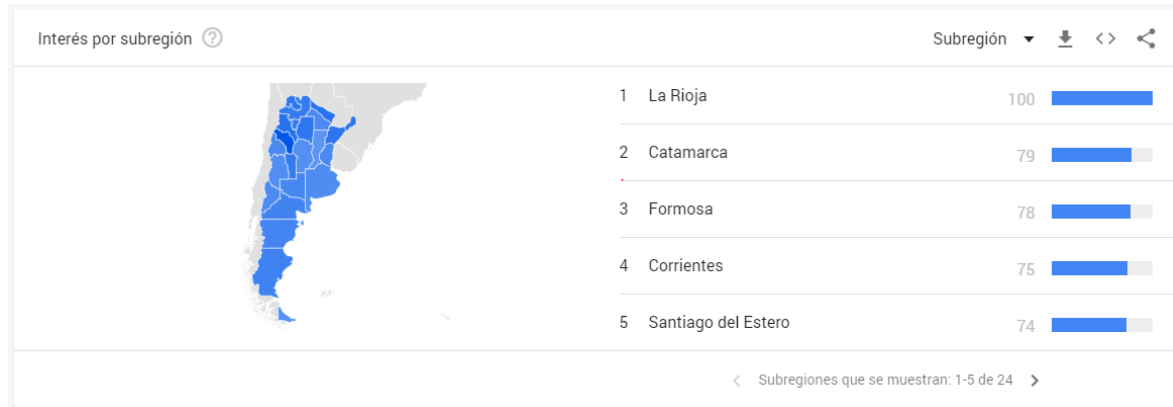 Interés por subregión
Subregión
1 La Rioja 100
2 Catamarca 79
3 Formosa 78
4 Corrientes 75
5 Santiago del Estero 74
Subregiones que se muestran: 1-5 de 24